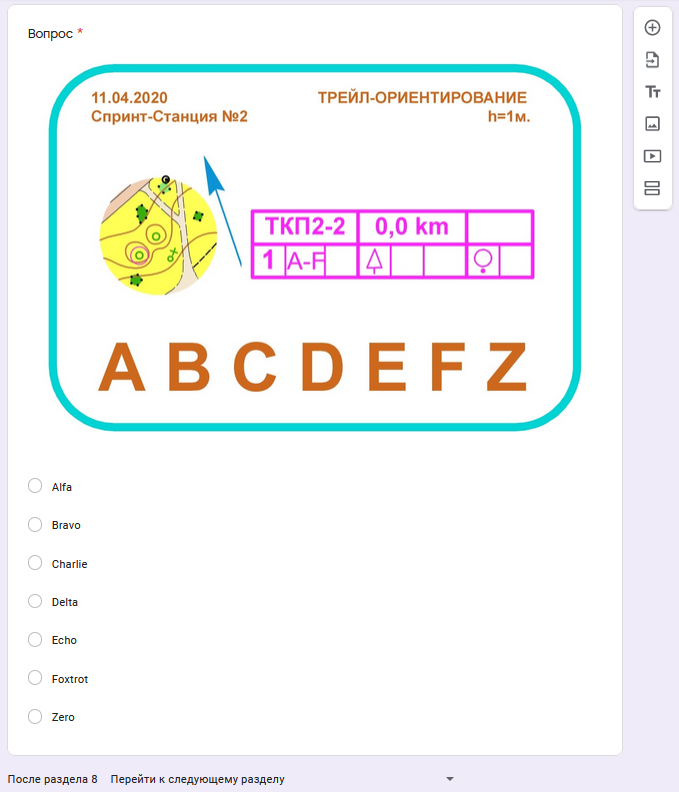 Вопрос *
11.04.2020
Спринт-Станция №2
ТРЕЙЛ-ОРИЕНТИРОВАНИЕ
h=1м.
ТКП2-2 0,0 km
1 A-F
A B C D E F Z
Alfa
Bravo
Charlie
Delta
Echo
Foxtrot
Zero
После раздела 8 Перейти к следующему разделу